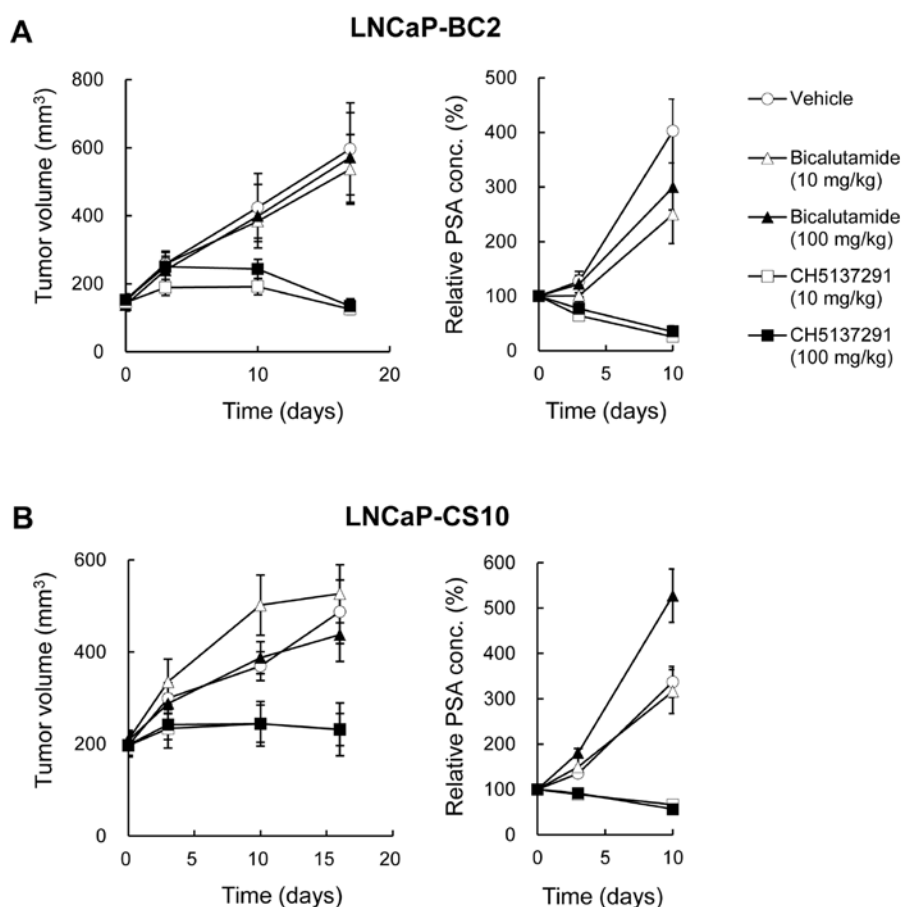 A
LNCaP-BC2
Tumor volume (mm³)
800
600
400
200
0
0
10
20
Time (days)
Relative PSA conc. (%)
500
400
300
200
100
0
0
5
10
Time (days)
Vehicle
Bicalutamide
(10 mg/kg)
Bicalutamide
(100 mg/kg)
CH5137291
(10 mg/kg)
CH5137291
(100 mg/kg)
B
LNCaP-CS10
Tumor volume (mm³)
600
400
200
0
0
5
10
15
20
Time (days)
Relative PSA conc. (%)
600
500
400
300
200
100
0
0
5
10
Time (days)